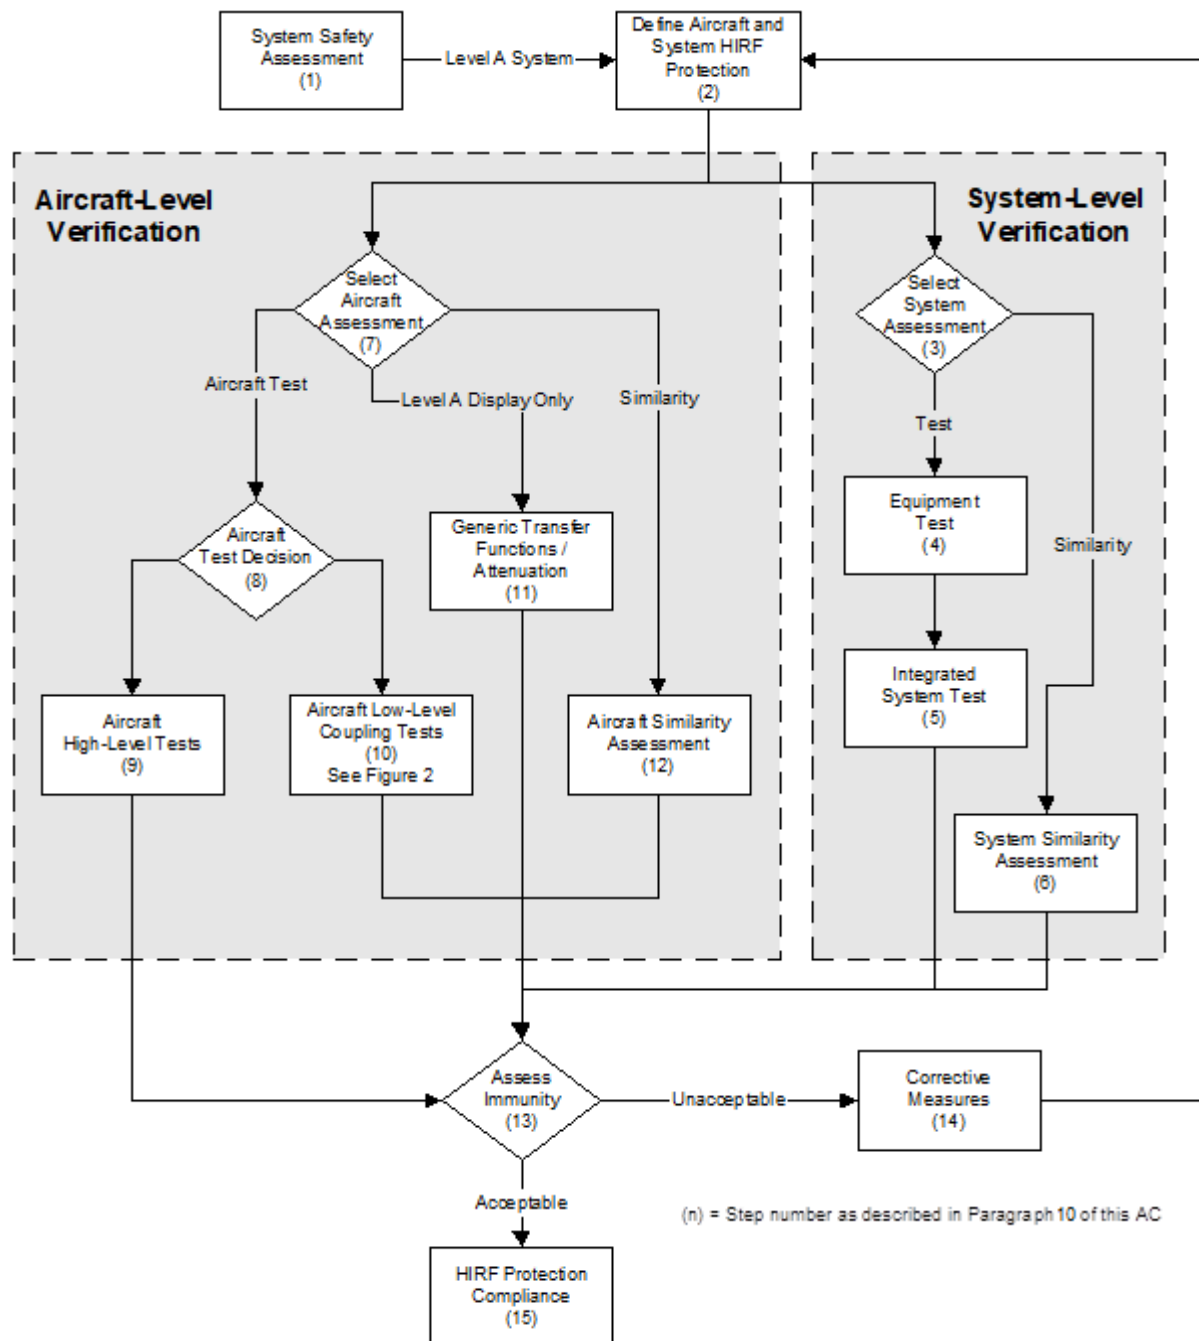 System Safety
Assessment
(1)
Level A System
Define Aircraft and
System HIRF
Protection
(2)
Aircraft-Level
Verification
System-Level
Verification
Select
Aircraft
Assessment
(7)
Select
System
Assessment
(3)
Aircraft Test
Level A Display Only
Similarity
Test
Similarity
Aircraft
Test Decision
(8)
Generic Transfer
Functions /
Attenuation
(11)
Equipment
Test
(4)
Integrated
System Test
(5)
Aircraft
High-Level Tests
(9)
Aircraft Low-Level
Coupling Tests
(10)
See Figure 2
Aircraft Similarity
Assessment
(12)
System Similarity
Assessment
(6)
Assess
Immunity
(13)
Unacceptable
Corrective
Measures
(14)
Acceptable
(n) = Step number as described in Paragraph 10 of this AC
HIRF Protection
Compliance
(15)